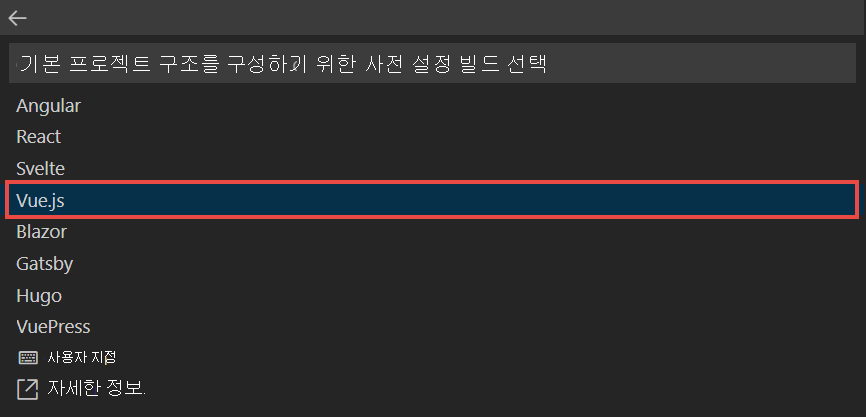 기본 프로젝트 구조를 구성하기 위한 사전 설정 빌드 선택
Angular
React
Svelte
Vue.js
Blazor
Gatsby
Hugo
VuePress
사용자 지정
자세한 정보.